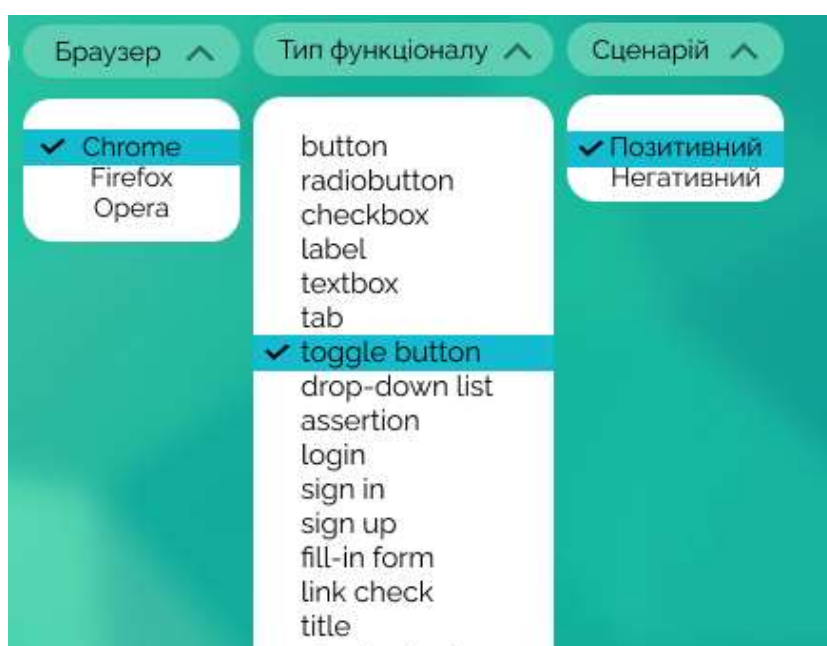 Браузер
Тип функціоналу
Сценарій
Chrome
Firefox
Opera
button
radiobutton
checkbox
label
textbox
tab
toggle button
drop-down list
assertion
login
sign in
sign up
fill-in form
link check
title
Позитивний
Негативний